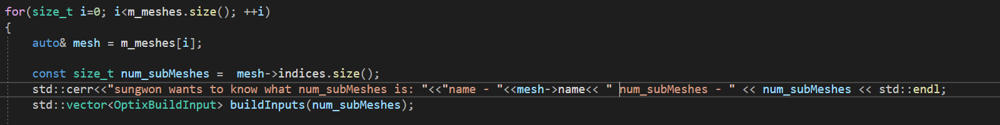 for(size_t i=0; i<m_meshes.size(); ++i)
{
    auto& mesh = m_meshes[i];
    const size_t num_subMeshes =  mesh->indices.size();
    std::cerr<<"sungwon wants to know what num_subMeshes is: "<<"name - "<<mesh->name<< " num_subMeshes - " << num_subMeshes << std::endl;
    std::vector<OptixBuildInput> buildInputs(num_subMeshes);